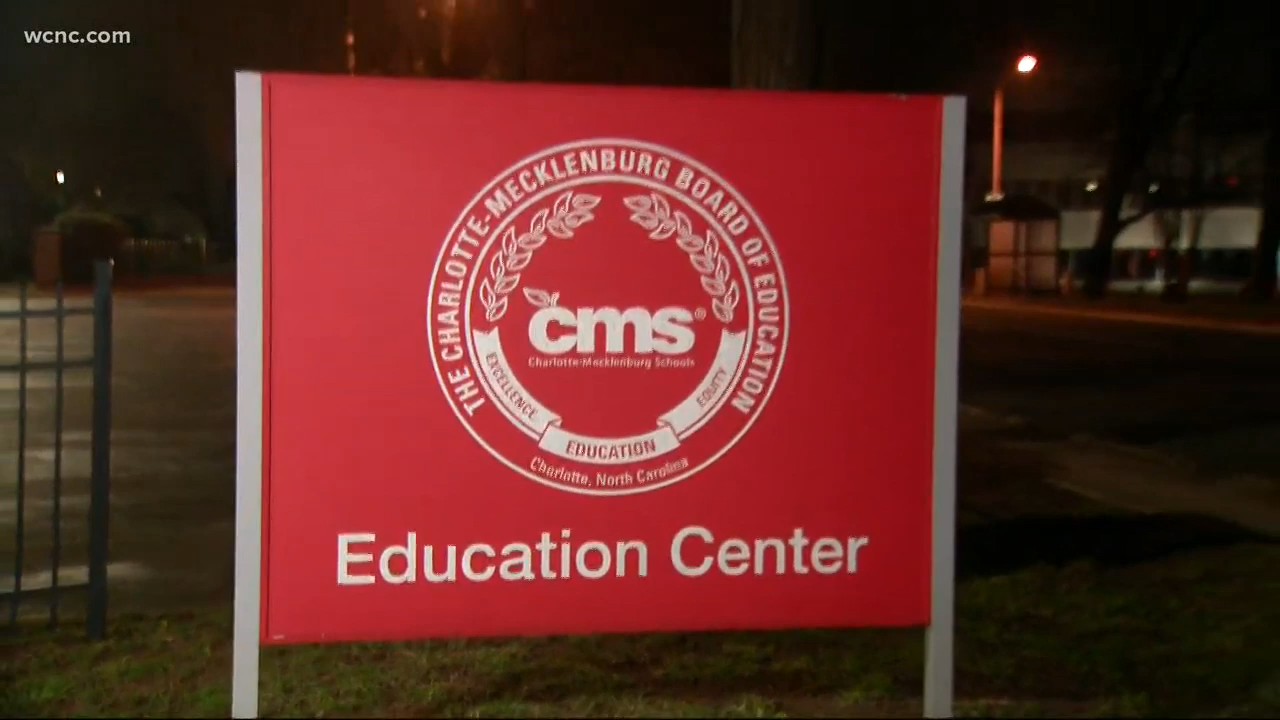 wcnc.com
THE CHARLOTTE-MECKLENBURG BOARD OF EDUCATION
cms®
Charlotte-Mecklenburg Schools
EXCELLENCE
EDUCATION
EQUITY
Charlotte, North Carolina
Education Center